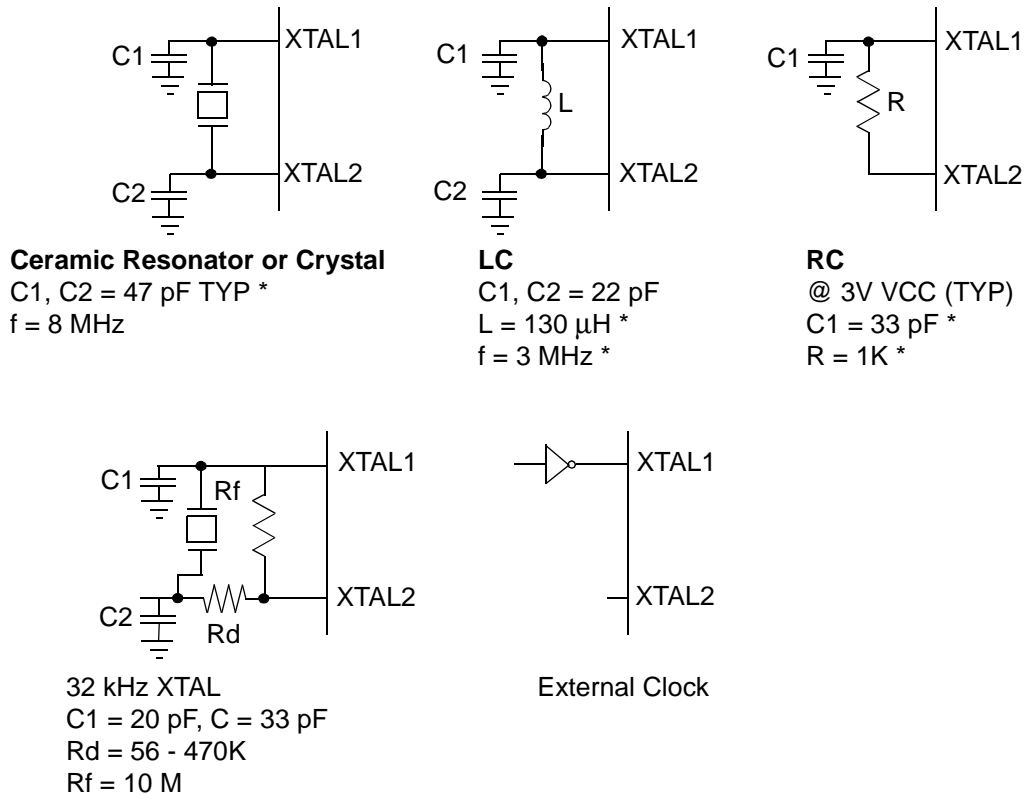 C1
XTAL1
C2
XTAL2
Ceramic Resonator or Crystal
C1, C2 = 47 pF TYP *
f = 8 MHz
C1
XTAL1
L
C2
XTAL2
LC
C1, C2 = 22 pF
L = 130 μH *
f = 3 MHz *
C1
XTAL1
R
XTAL2
RC
@ 3V VCC (TYP)
C1 = 33 pF *
R = 1K *
C1
XTAL1
Rf
C2
XTAL2
Rd
32 kHz XTAL
C1 = 20 pF, C = 33 pF
Rd = 56 - 470K
Rf = 10 M
XTAL1
XTAL2
External Clock